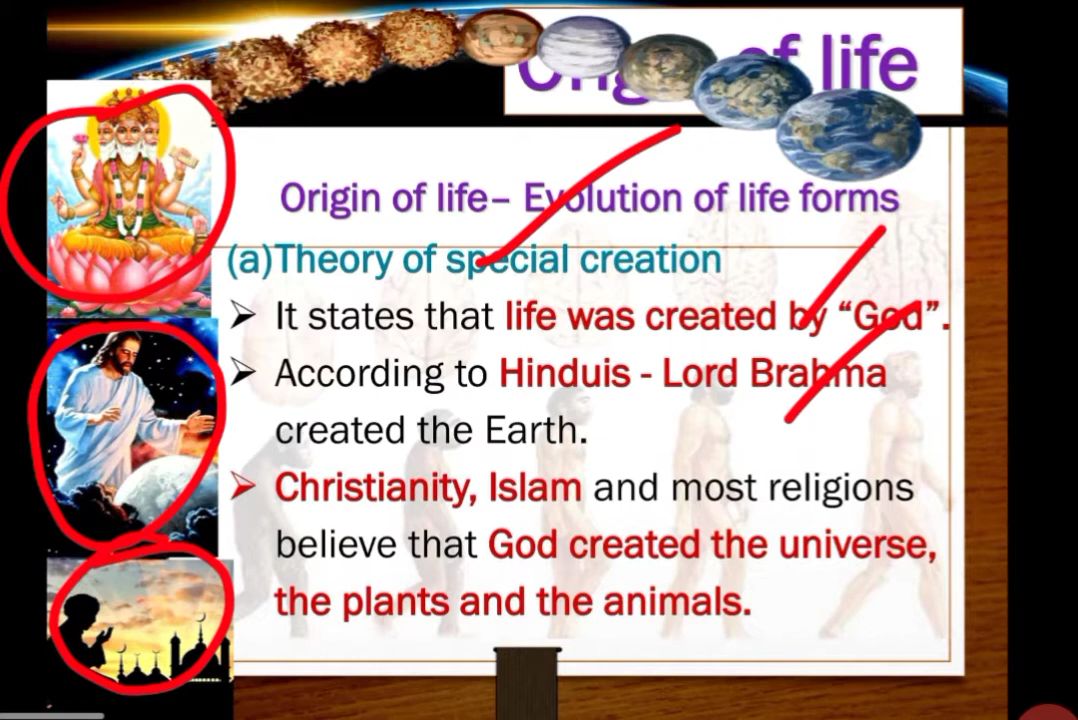 Origin of life
Origin of life– Evolution of life forms
(a)Theory of special creation
It states that life was created by “God”.
According to Hinduis - Lord Brahma
created the Earth.
Christianity, Islam and most religions
believe that God created the universe,
the plants and the animals.